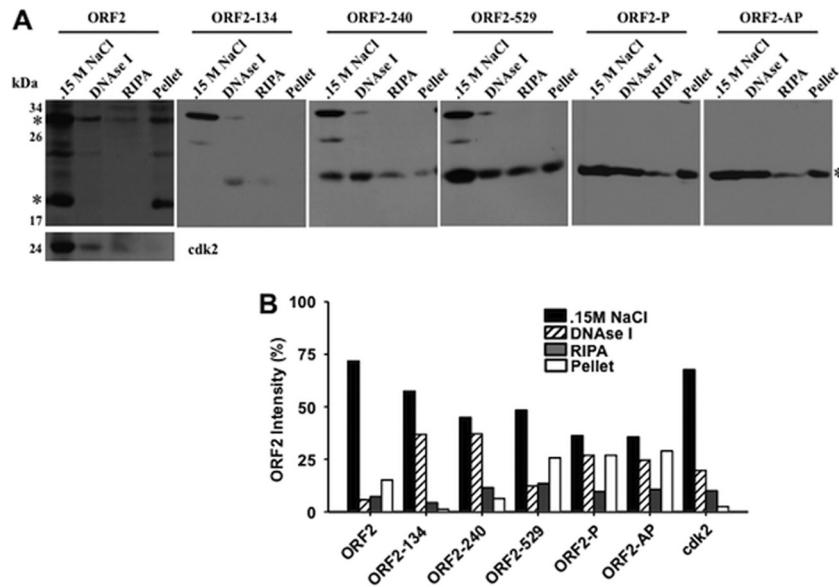 A
ORF2 ORF2-134 ORF2-240 ORF2-529 ORF2-P ORF2-AP
kDa .15 M NaCl DNAse I RIPA Pellet .15 M NaCl DNAse I RIPA Pellet .15 M NaCl DNAse I RIPA Pellet .15 M NaCl DNAse I RIPA Pellet .15 M NaCl DNAse I RIPA Pellet .15 M NaCl DNAse I RIPA Pellet
34
*
26
* *
17
24 cdk2
B
ORF2 Intensity (%)
100
75
50
25
0
.15M NaCl
DNAse I
RIPA
Pellet
ORF2 ORF2-134 ORF2-240 ORF2-529 ORF2-P ORF2-AP cdk2